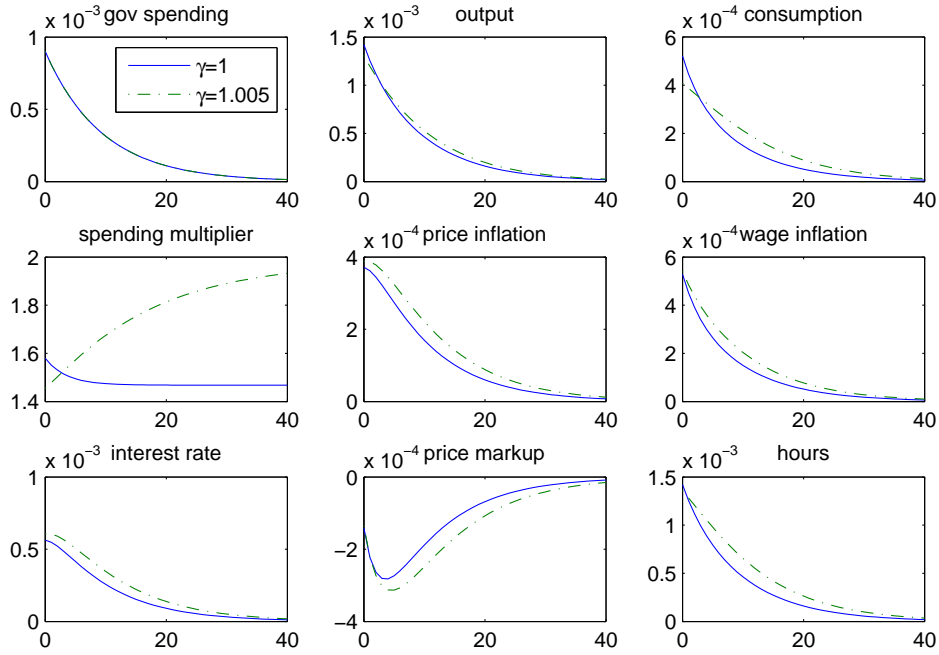 x 10⁻³ gov spending
1
0.5
0
0 20 40
γ=1
γ=1.005
x 10⁻³ output
1.5
1
0.5
0
0 20 40
x 10⁻⁴ consumption
6
4
2
0
0 20 40
spending multiplier
2
1.8
1.6
1.4
0 20 40
x 10⁻⁴ price inflation
4
2
0
0 20 40
x 10⁻⁴ wage inflation
6
4
2
0
0 20 40
x 10⁻³ interest rate
1
0.5
0
0 20 40
x 10⁻⁴ price markup
0
−2
−4
0 20 40
x 10⁻³ hours
1.5
1
0.5
0
0 20 40